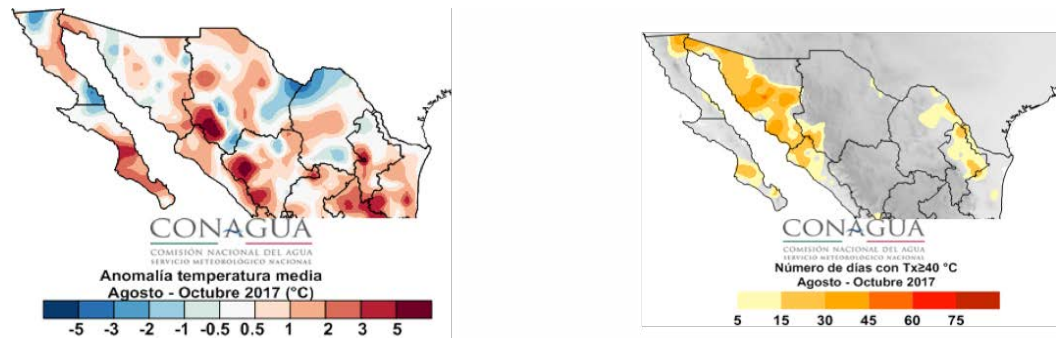 CONAGUA
COMISIÓN NACIONAL DEL AGUA
SERVICIO METEOROLÓGICO NACIONAL
Anomalía temperatura media
Agosto - Octubre 2017 (°C)
-5 -3 -2 -1 -0.5 0.5 1 2 3 5
CONAGUA
COMISIÓN NACIONAL DEL AGUA
SERVICIO METEOROLÓGICO NACIONAL
Número de días con Tx≥40 °C
Agosto - Octubre 2017
5 15 30 45 60 75